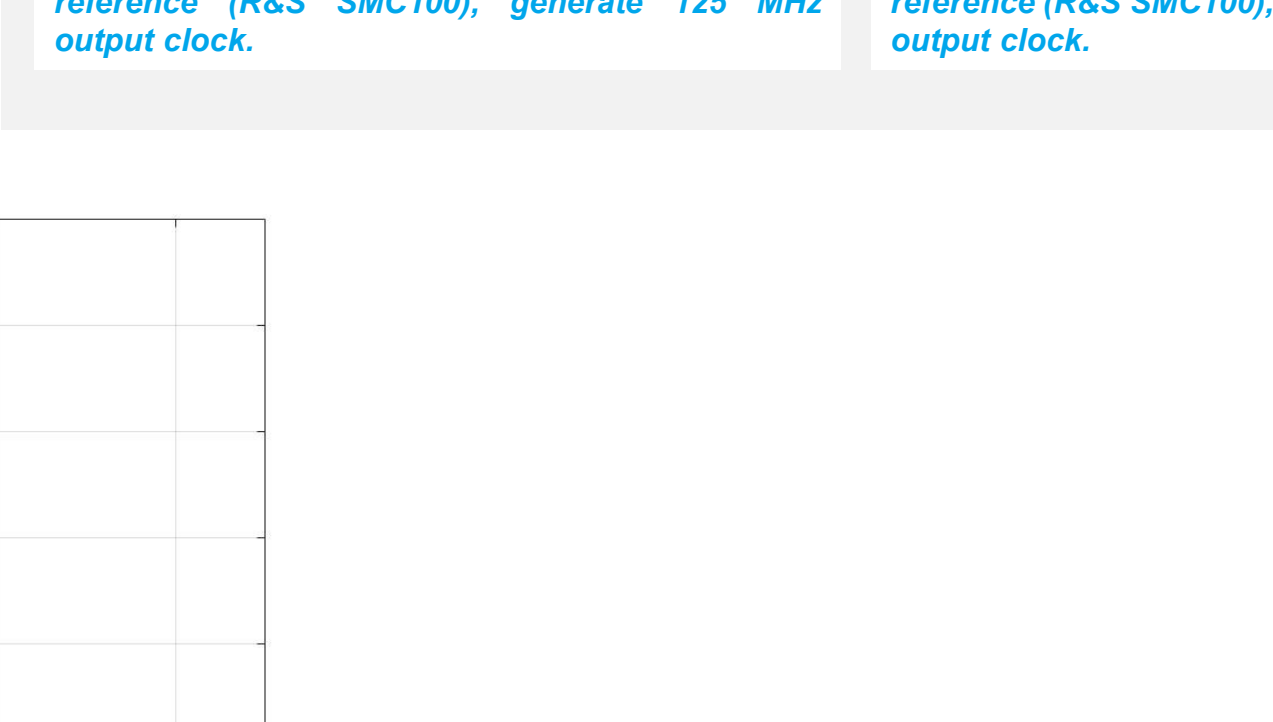 reference (R&S SMC100), generate 125 MHz
output clock.
reference (R&S SMC100),
output clock.